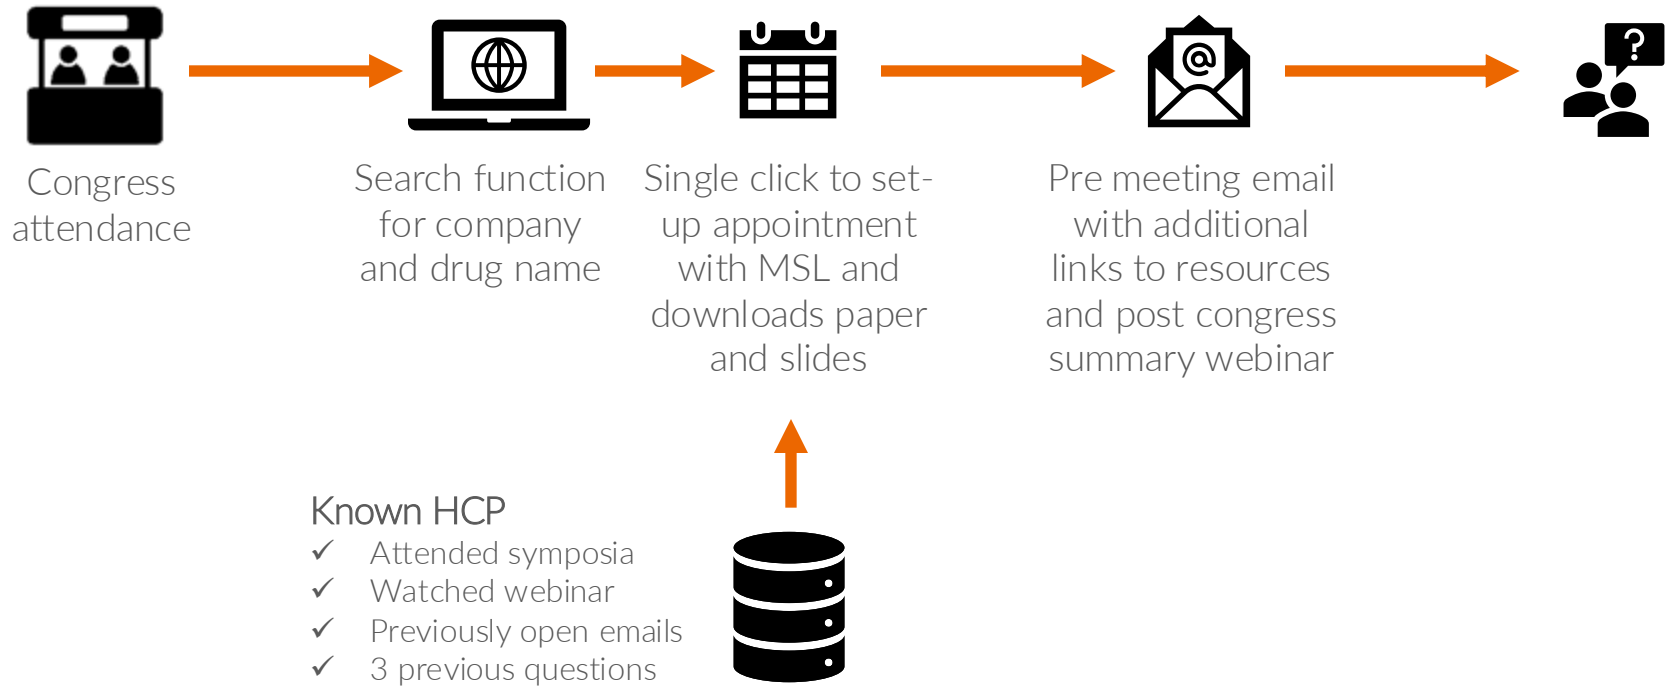 Congress
attendance
Search function
for company
and drug name
Single click to set-
up appointment
with MSL and
downloads paper
and slides
Pre meeting email
with additional
links to resources
and post congress
summary webinar
@
?
Known HCP
✓ Attended symposia
✓ Watched webinar
✓ Previously open emails
✓ 3 previous questions